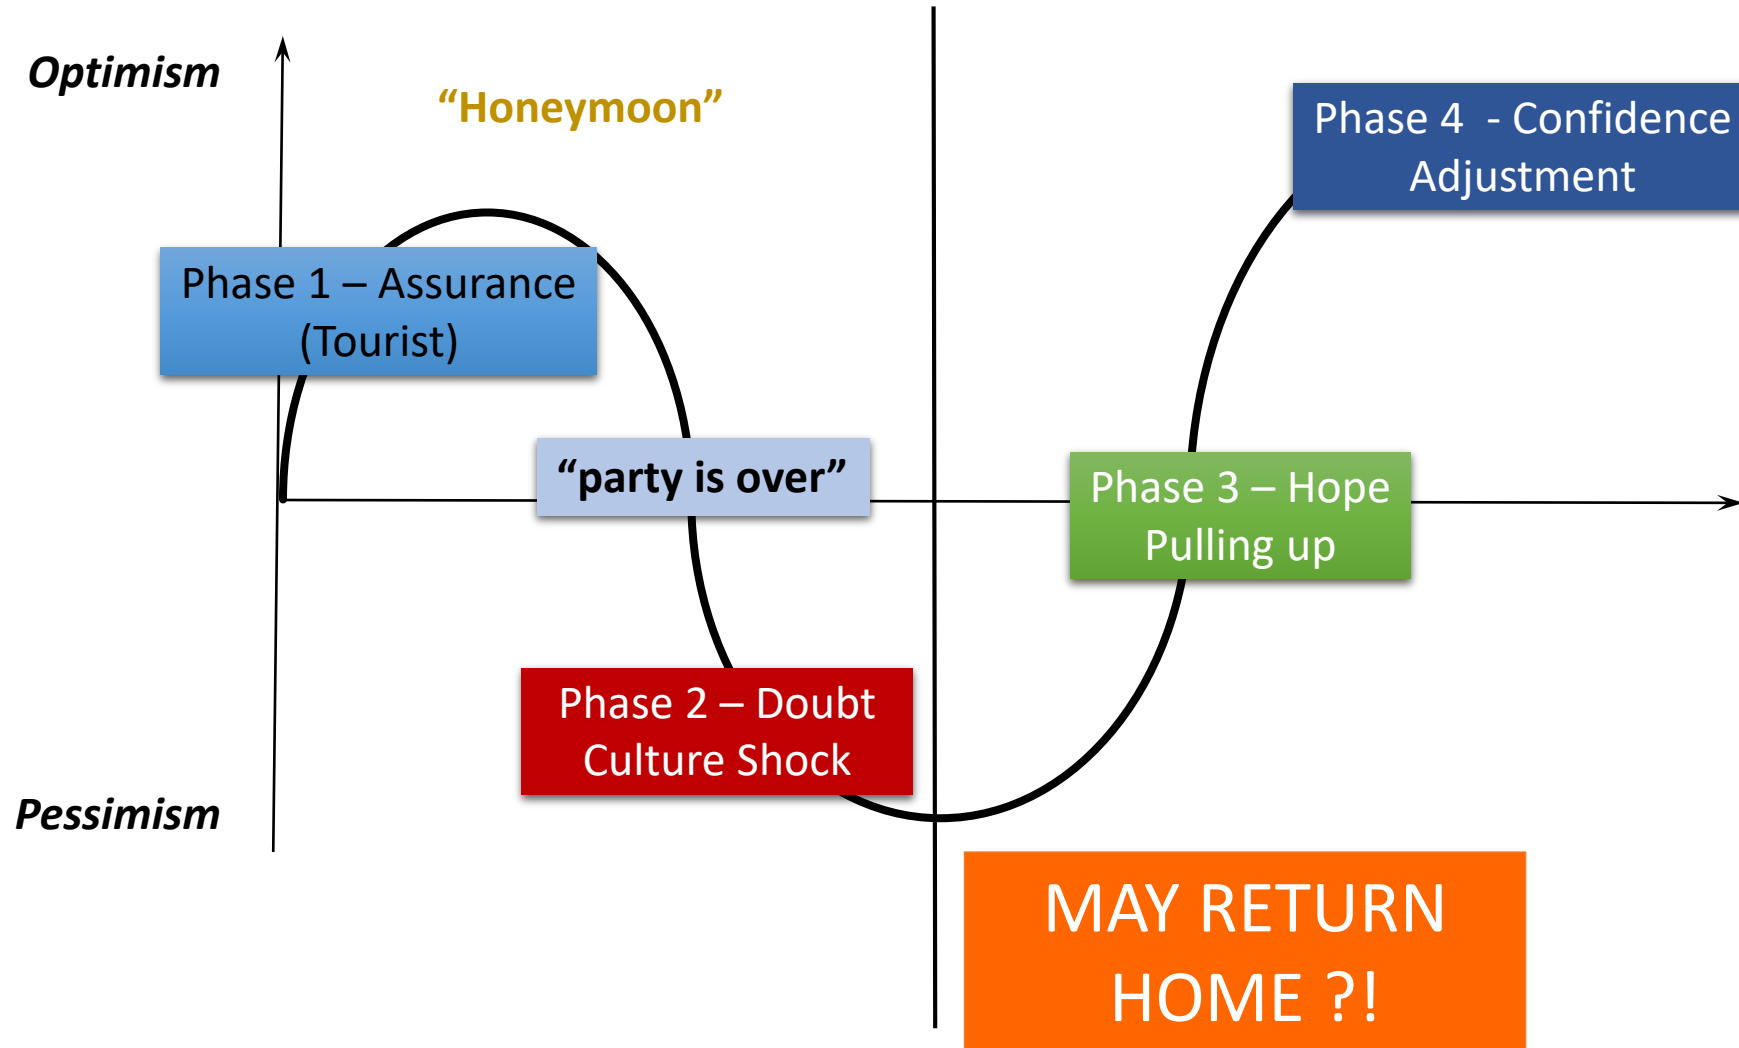 Optimism
“Honeymoon”
Phase 4 - Confidence
Adjustment
Phase 1 – Assurance
(Tourist)
“party is over”
Phase 3 – Hope
Pulling up
Phase 2 – Doubt
Culture Shock
Pessimism
MAY RETURN
HOME ?!